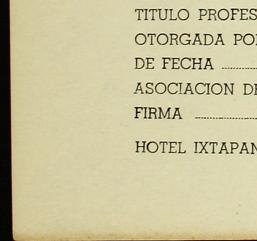 TITULO PROFES
OTORGADA PO
DE FECHA
ASOCIACION DE
FIRMA
HOTEL IXTAPAN